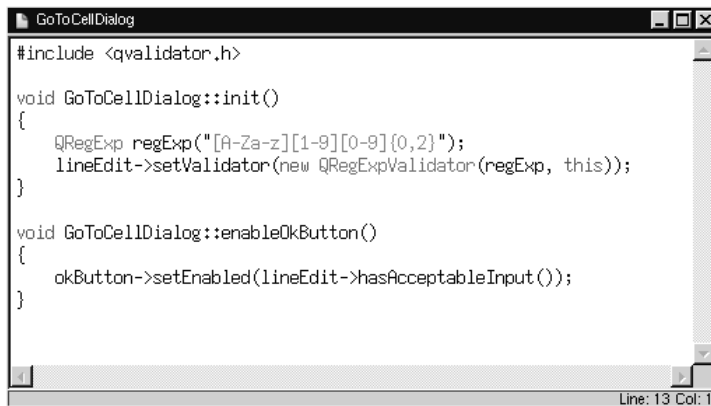 GoToCellDialog
#include <qvalidator.h>
void GoToCellDialog::init()
{
    QRegExp regExp("[A-Za-z][1-9][0-9]{0,2}");
    lineEdit->setValidator(new QRegExpValidator(regExp, this));
}
void GoToCellDialog::enableOkButton()
{
    okButton->setEnabled(lineEdit->hasAcceptableInput());
}
Line: 13 Col: 1